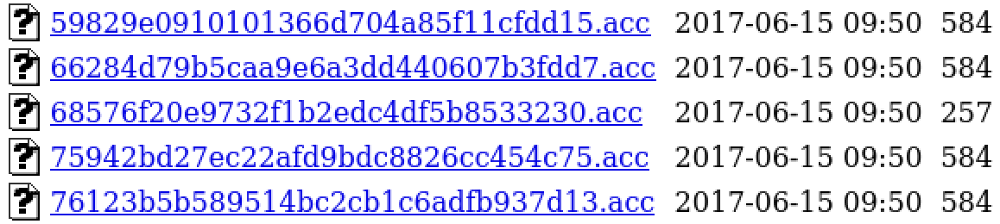 59829e0910101366d704a85f11cfdd15.acc 2017-06-15 09:50 584
66284d79b5caa9e6a3dd440607b3fdd7.acc 2017-06-15 09:50 584
68576f20e9732f1b2edc4df5b8533230.acc 2017-06-15 09:50 257
75942bd27ec22afd9bdc8826cc454c75.acc 2017-06-15 09:50 584
76123b5b589514bc2cb1c6adfb937d13.acc 2017-06-15 09:50 584